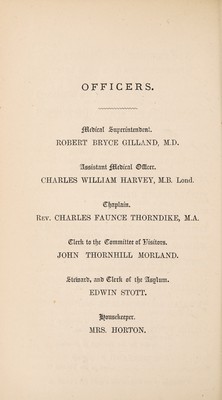 OFFICERS.
Medical Superintendent.
ROBERT BRYCE GILLAND, M.D.
Assistant Medical Officer.
CHARLES WILLIAM HARVEY, M.B. Lond.
Chaplain.
REV. CHARLES FAUNCE THORNDIKE, M.A.
Clerk to the Committee of Visitors.
JOHN THORNHILL MORLAND.
Steward, and Clerk of the Asylum.
EDWIN STOTT.
Housekeeper.
MRS. HORTON.